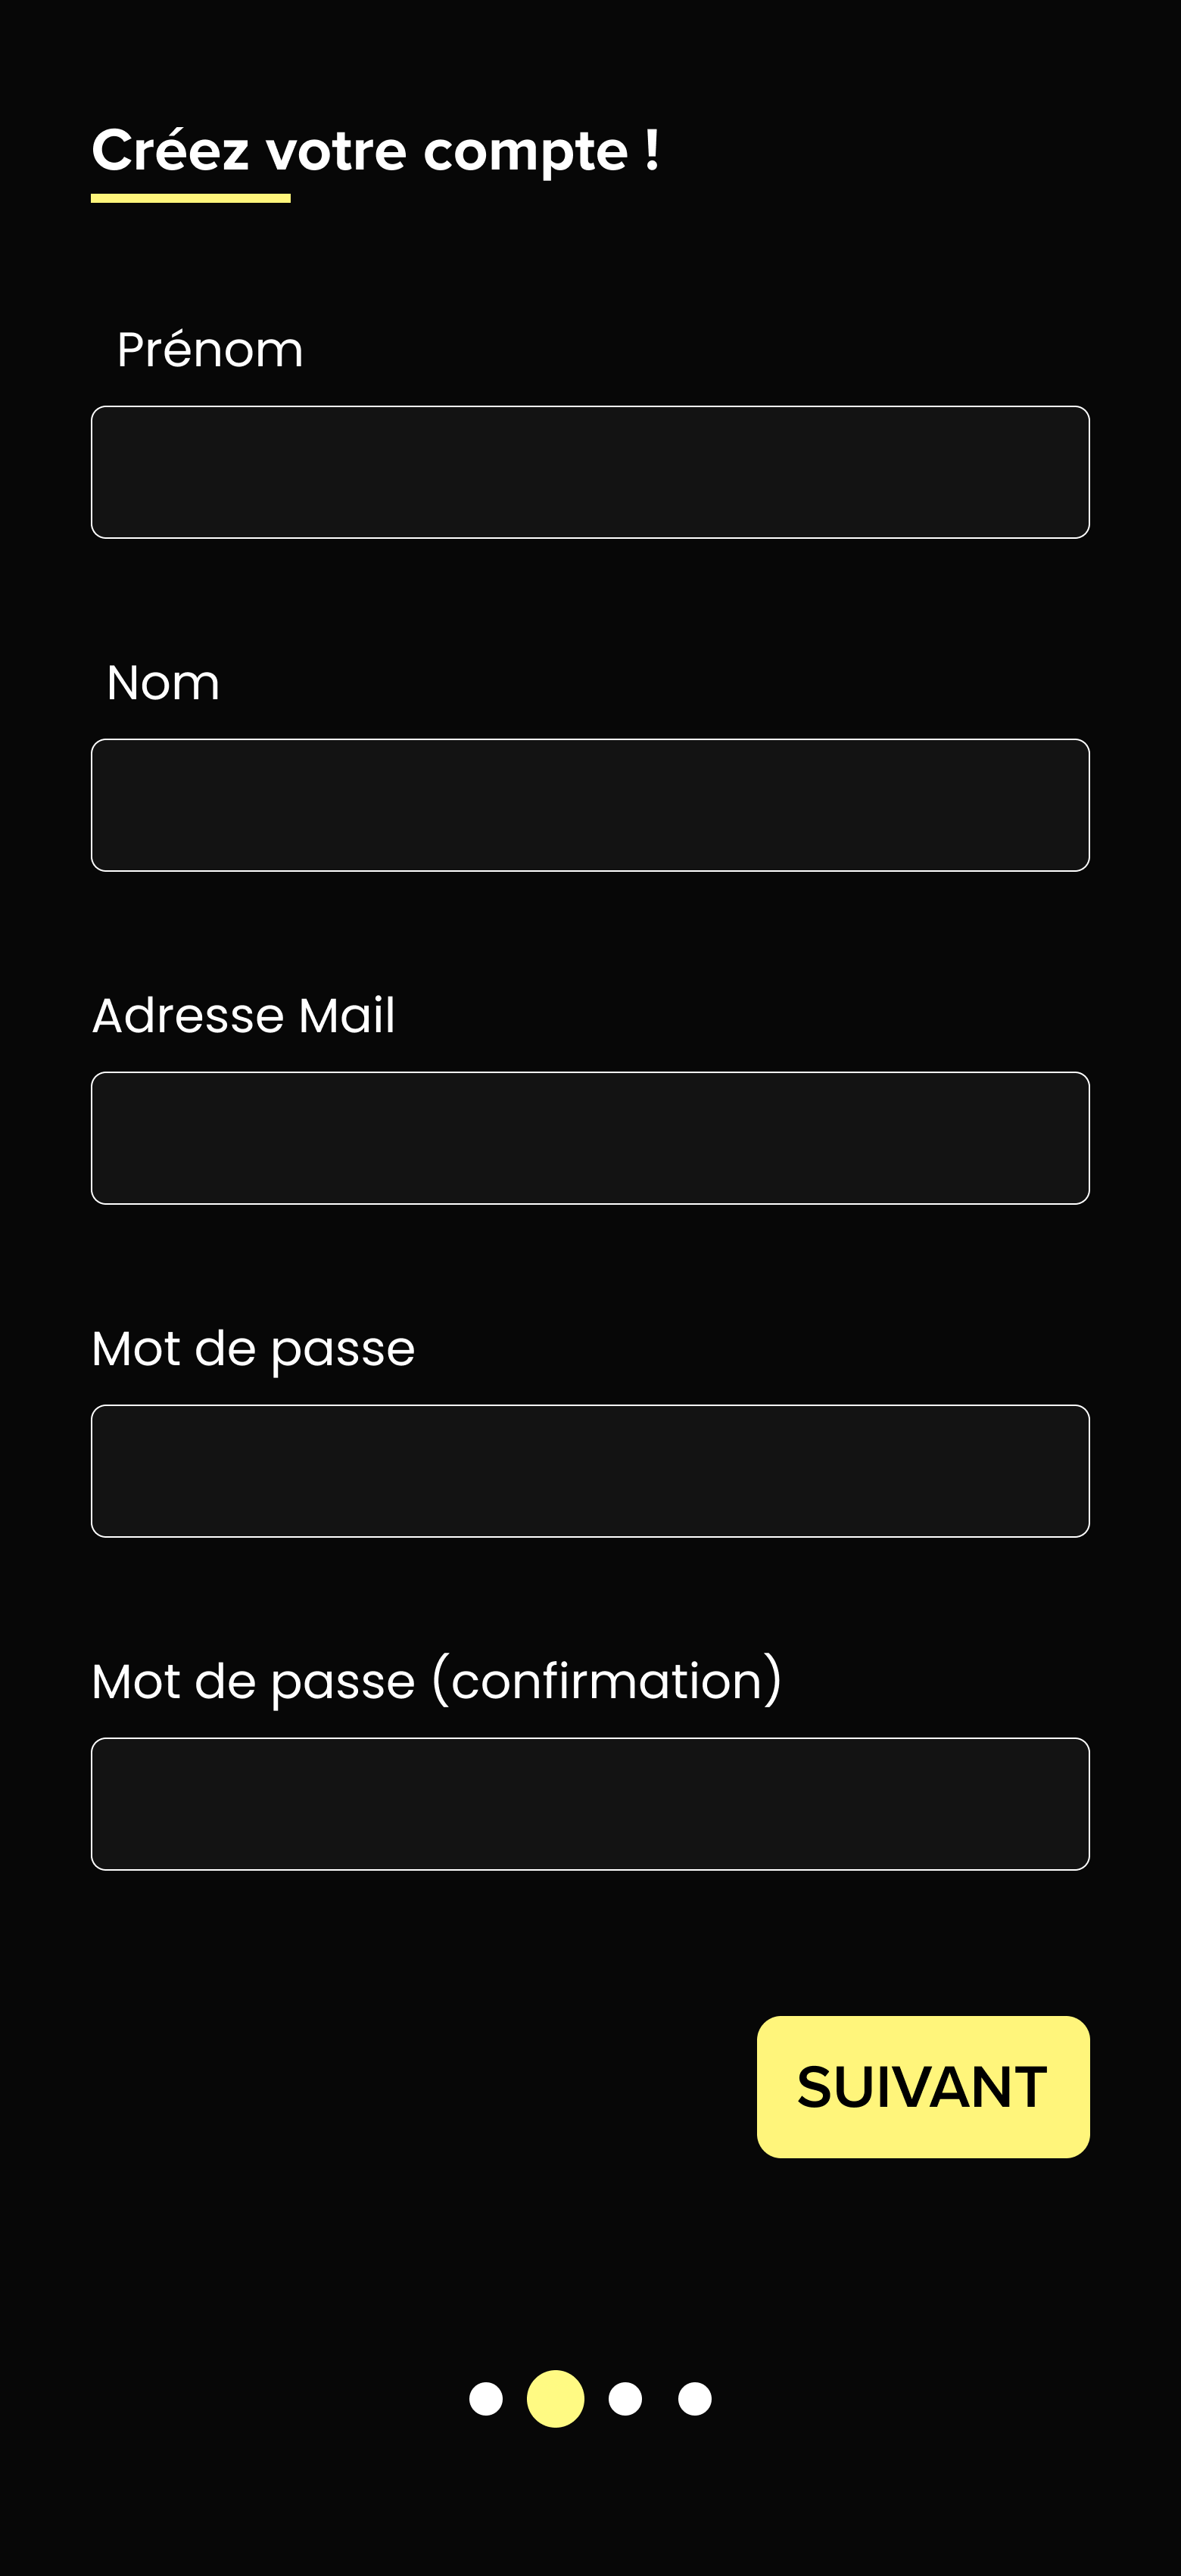 Créez votre compte !
Prénom
Nom
Adresse Mail
Mot de passe
Mot de passe (confirmation)
SUIVANT